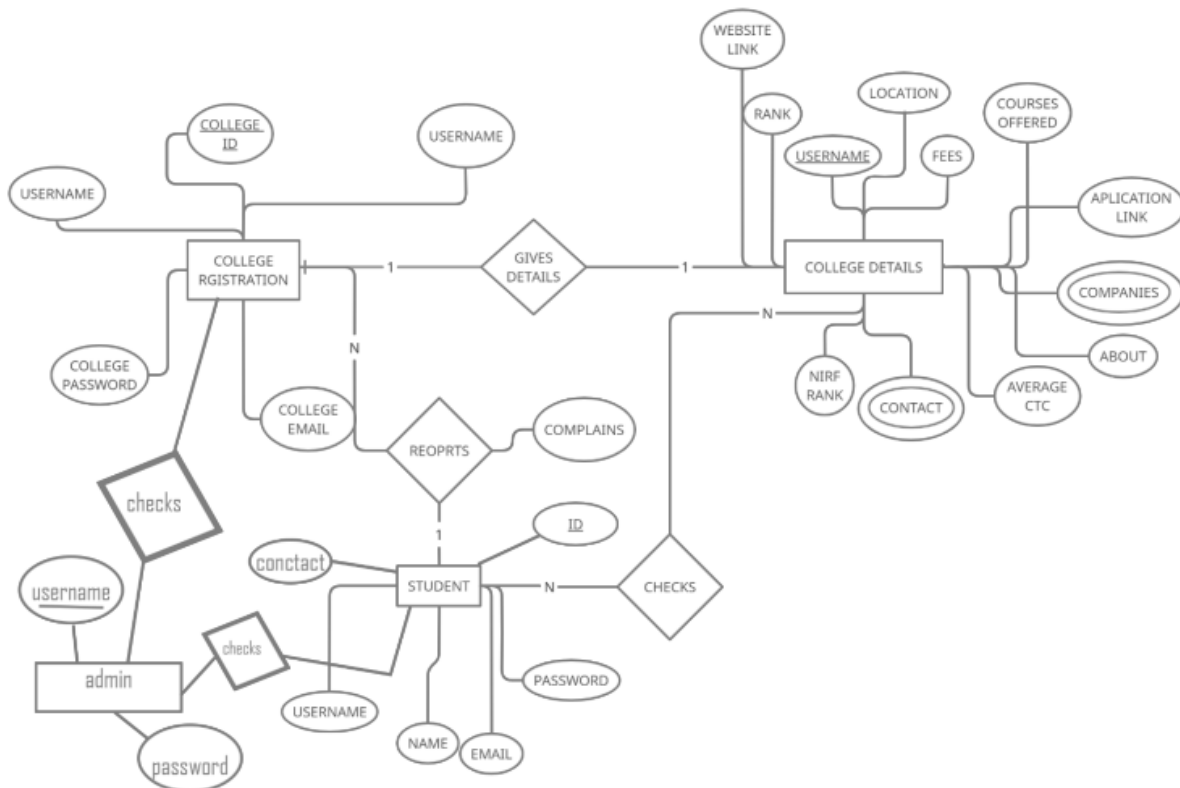 WEBSITE
LINK
LOCATION
COURSES
OFFERED
RANK
COLLEGE
ID
USERNAME
USERNAME
FEES
USERNAME
APLICATION
LINK
COLLEGE
RGISTRATION
1
GIVES
DETAILS
1
COLLEGE DETAILS
COMPANIES
N
N
COLLEGE
PASSWORD
ABOUT
NIRF
RANK
AVERAGE
CTC
CONTACT
COLLEGE
EMAIL
REOPRTS
COMPLAINS
checks
ID
1
conctact
STUDENT
N
CHECKS
username
checks
admin
PASSWORD
USERNAME
NAME
EMAIL
password